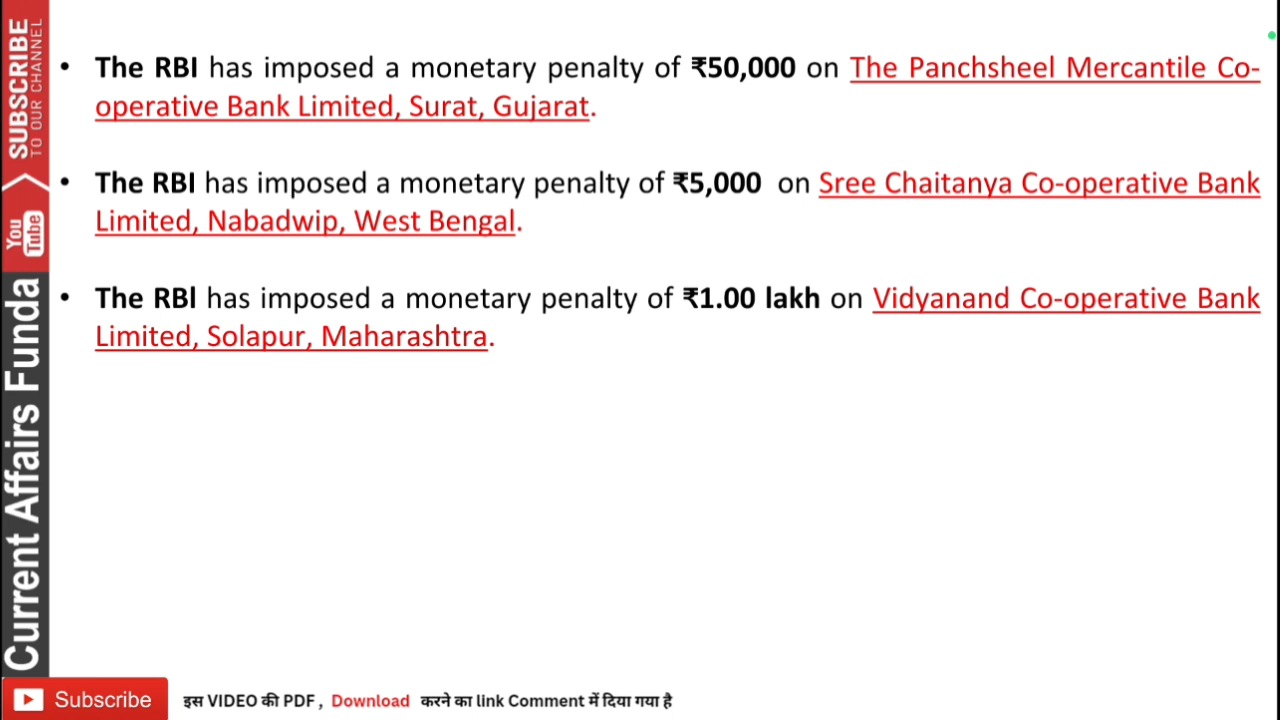 • The RBI has imposed a monetary penalty of ₹50,000 on The Panchsheel Mercantile Co-
operative Bank Limited, Surat, Gujarat.
• The RBI has imposed a monetary penalty of ₹5,000 on Sree Chaitanya Co-operative Bank
Limited, Nabadwip, West Bengal.
• The RBI has imposed a monetary penalty of ₹1.00 lakh on Vidyanand Co-operative Bank
Limited, Solapur, Maharashtra.
SUBSCRIBE
TO OUR CHANNEL
You
Tube
Current Affairs Funda
Subscribe
इस VIDEO की PDF , Download करने का link Comment में दिया गया है